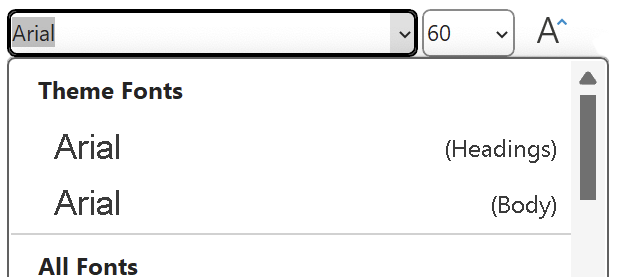 Arial 60 A^
Theme Fonts
Arial (Headings)
Arial (Body)
All Fonts